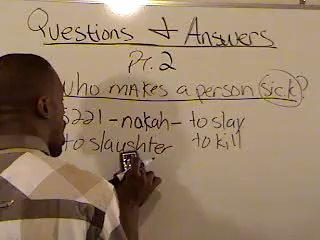 Questions & Answers
Pt. 2
who makes a person sick?
5221 - nakah - to slay
to slaughter to kill